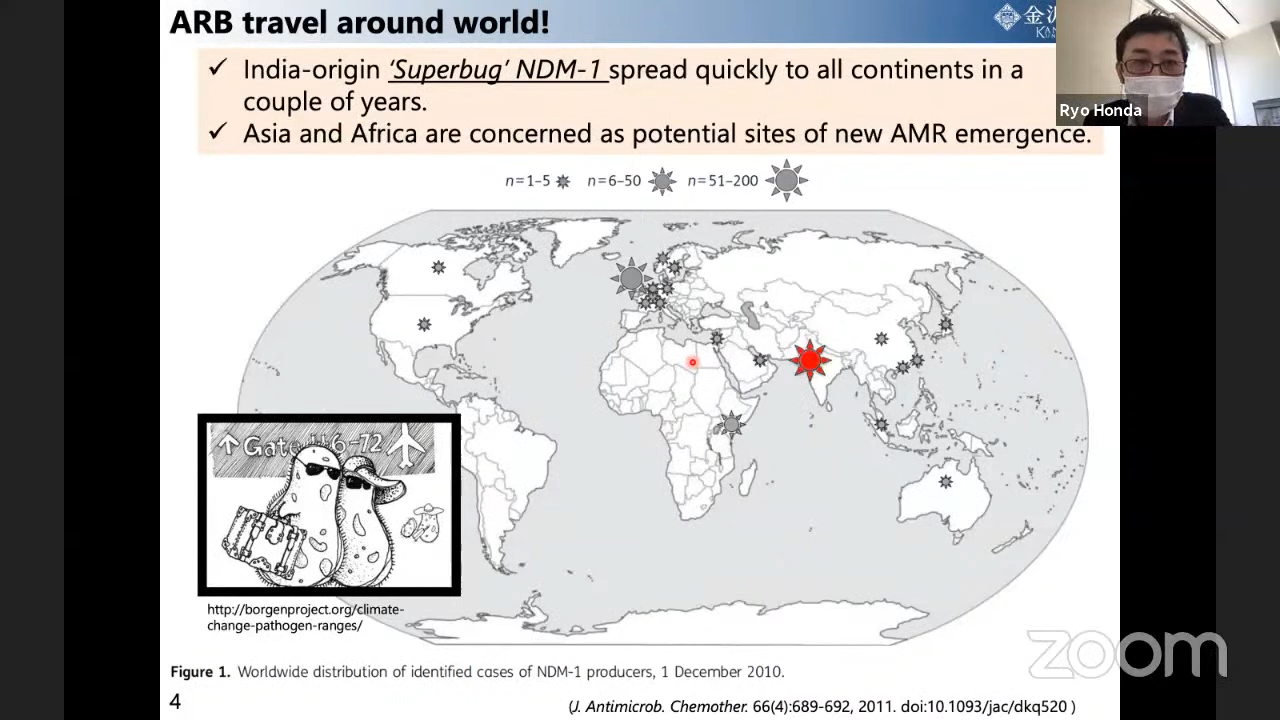 ARB travel around world!
金沢
✓ India-origin ‘Superbug’ NDM-1 spread quickly to all continents in a
couple of years.
✓ Asia and Africa are concerned as potential sites of new AMR emergence.
Ryo Honda
n=1–5 n=6–50 n=51–200
↑ Gate 6-72
http://borgenproject.org/climate-
change-pathogen-ranges/
zoom
Figure 1. Worldwide distribution of identified cases of NDM-1 producers, 1 December 2010.
4
(J. Antimicrob. Chemother. 66(4):689-692, 2011. doi:10.1093/jac/dkq520 )